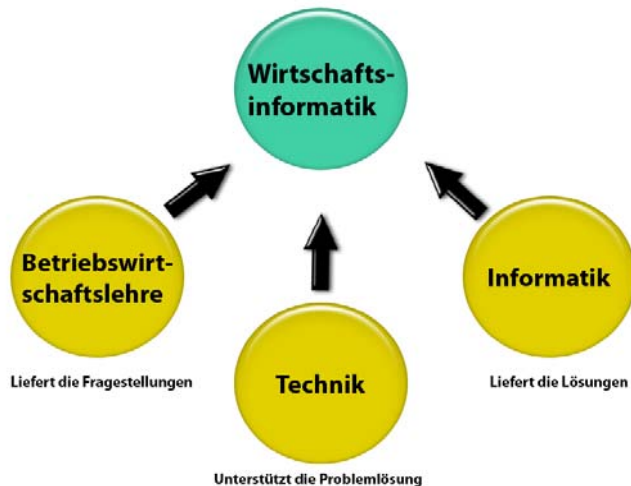 Wirtschafts-
informatik
Betriebswirt-
schaftslehre
Informatik
Liefert die Fragestellungen
Technik
Liefert die Lösungen
Unterstützt die Problemlösung